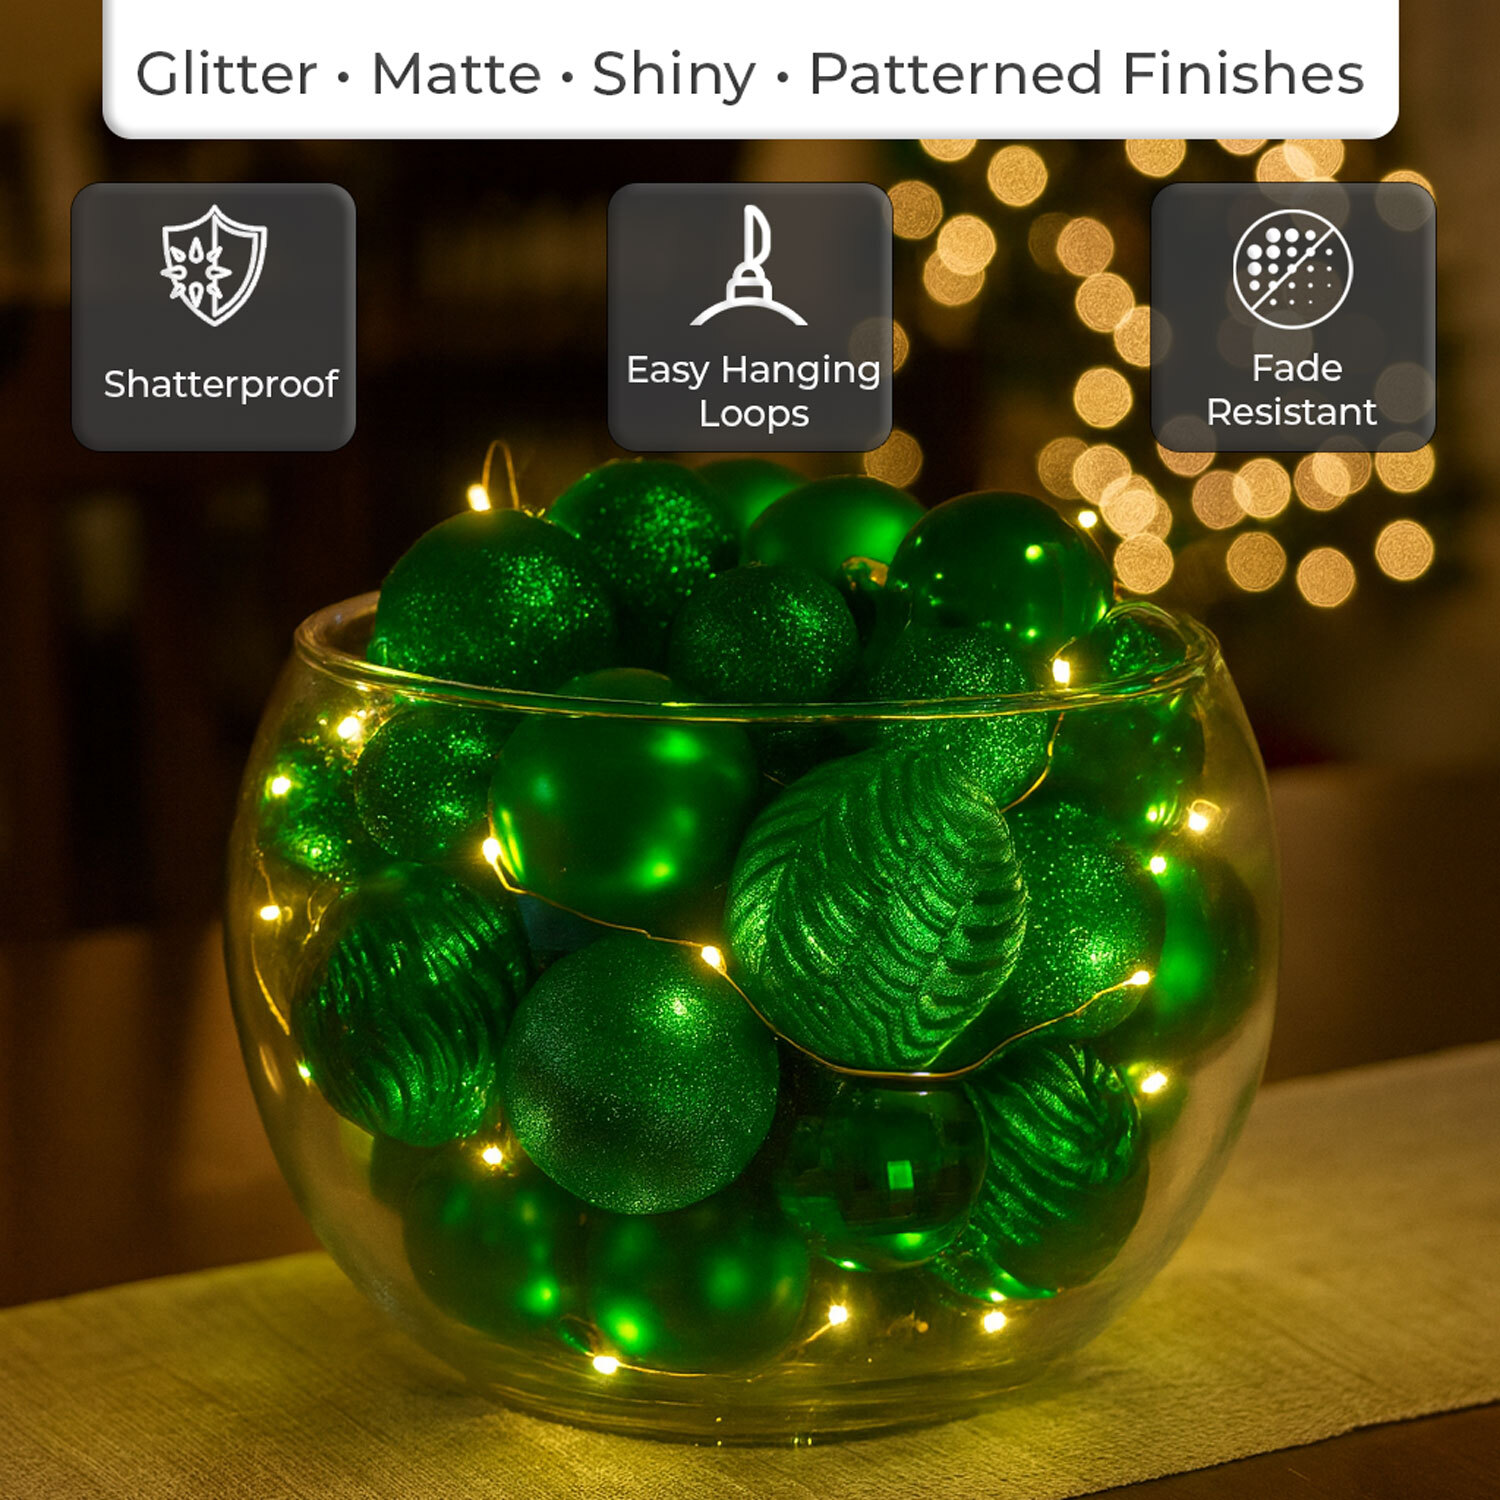 Glitter • Matte • Shiny • Patterned Finishes
Shatterproof
Easy Hanging
Loops
Fade
Resistant